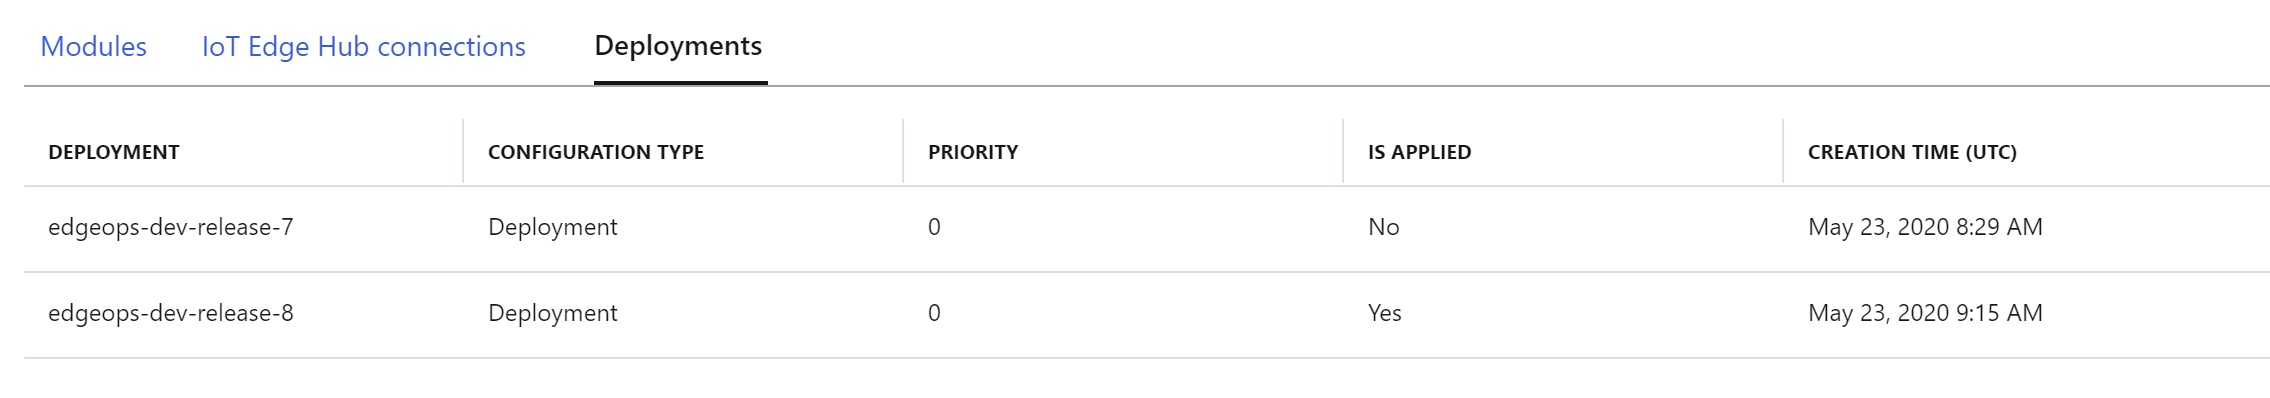 Modules IoT Edge Hub connections Deployments
DEPLOYMENT CONFIGURATION TYPE PRIORITY IS APPLIED CREATION TIME (UTC)
edgeops-dev-release-7 Deployment 0 No May 23, 2020 8:29 AM
edgeops-dev-release-8 Deployment 0 Yes May 23, 2020 9:15 AM